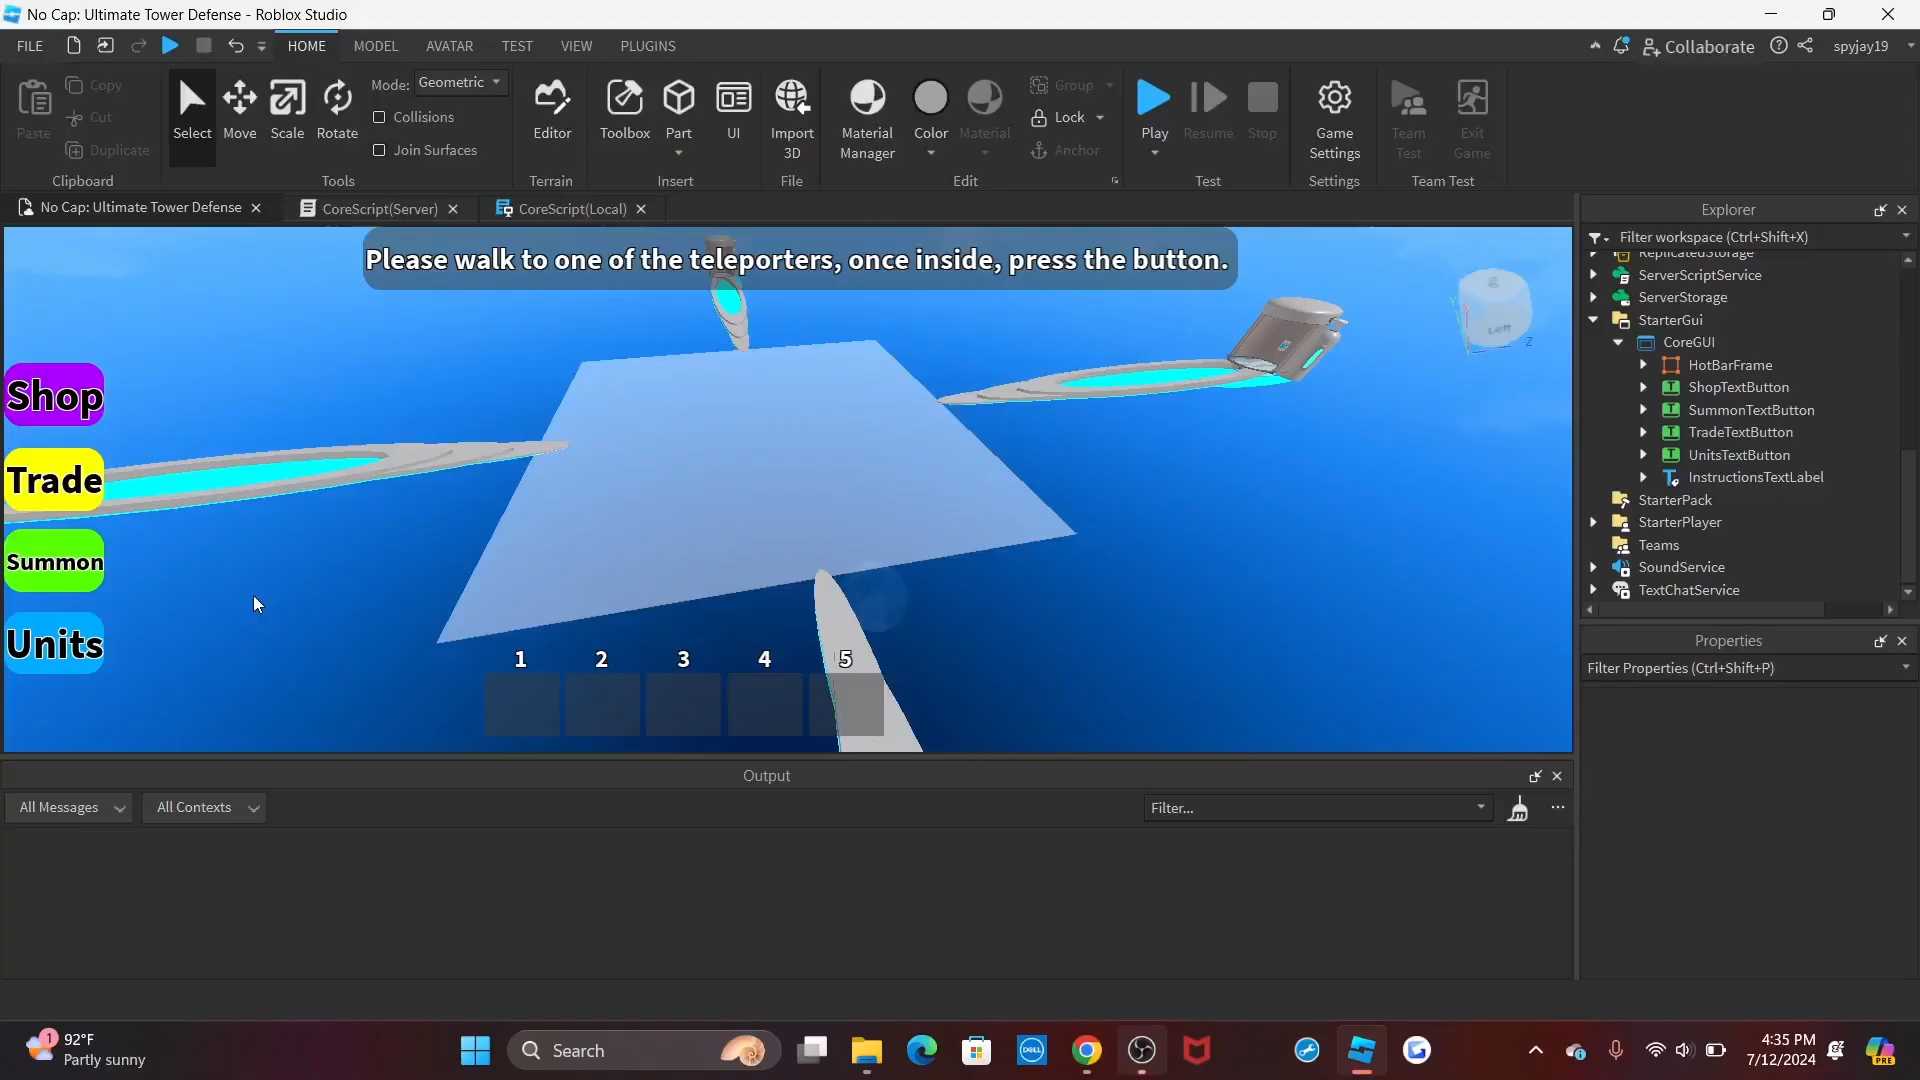 No Cap: Ultimate Tower Defense - Roblox Studio
FILE
HOME
MODEL
AVATAR
TEST
VIEW
PLUGINS
Collaborate
spyjay19
Paste
Copy
Cut
Duplicate
Clipboard
Select
Move
Scale
Rotate
Mode: Geometric
Collisions
Join Surfaces
Tools
Editor
Terrain
Toolbox
Part
UI
Insert
Import
3D
File
Material
Manager
Color
Material
Group
Lock
Anchor
Edit
Play
Resume
Stop
Test
Game
Settings
Settings
Team
Test
Exit
Game
Team Test
No Cap: Ultimate Tower Defense
CoreScript(Server)
CoreScript(Local)
Please walk to one of the teleporters, once inside, press the button.
Shop
Trade
Summon
Units
1 2 3 4 5
Left
Y
Z
Explorer
Filter workspace (Ctrl+Shift+X)
ReplicatedStorage
ServerScriptService
ServerStorage
StarterGui
CoreGUI
HotBarFrame
ShopTextButton
SummonTextButton
TradeTextButton
UnitsTextButton
InstructionsTextLabel
StarterPack
StarterPlayer
Teams
SoundService
TextChatService
Properties
Filter Properties (Ctrl+Shift+P)
Output
All Messages
All Contexts
Filter...
1
92°F
Partly sunny
Search
DELL
4:35 PM
7/12/2024
PRE